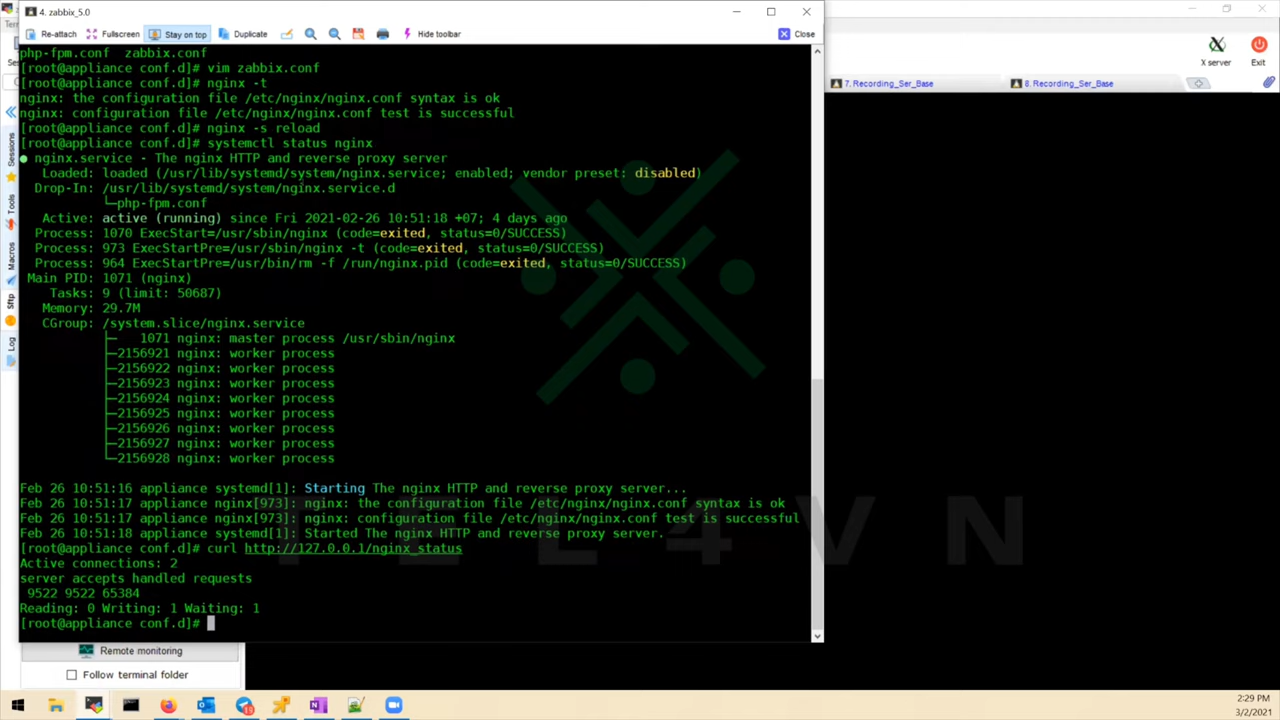 4. zabbix_5.0
Re-attach Fullscreen Stay on top Duplicate Hide toolbar Close
php-fpm.conf  zabbix.conf
[root@appliance conf.d]# vim zabbix.conf
[root@appliance conf.d]# nginx -t
nginx: the configuration file /etc/nginx/nginx.conf syntax is ok
nginx: configuration file /etc/nginx/nginx.conf test is successful
[root@appliance conf.d]# nginx -s reload
[root@appliance conf.d]# systemctl status nginx
● nginx.service - The nginx HTTP and reverse proxy server
Loaded: loaded (/usr/lib/systemd/system/nginx.service; enabled; vendor preset: disabled)
Drop-In: /usr/lib/systemd/system/nginx.service.d
└─php-fpm.conf
Active: active (running) since Fri 2021-02-26 10:51:18 +07; 4 days ago
Process: 1070 ExecStart=/usr/sbin/nginx (code=exited, status=0/SUCCESS)
Process: 973 ExecStartPre=/usr/sbin/nginx -t (code=exited, status=0/SUCCESS)
Process: 964 ExecStartPre=/usr/bin/rm -f /run/nginx.pid (code=exited, status=0/SUCCESS)
Main PID: 1071 (nginx)
Tasks: 9 (limit: 50687)
Memory: 29.7M
CGroup: /system.slice/nginx.service
├─   1071 nginx: master process /usr/sbin/nginx
├─2156921 nginx: worker process
├─2156922 nginx: worker process
├─2156923 nginx: worker process
├─2156924 nginx: worker process
├─2156925 nginx: worker process
├─2156926 nginx: worker process
├─2156927 nginx: worker process
└─2156928 nginx: worker process
Feb 26 10:51:16 appliance systemd[1]: Starting The nginx HTTP and reverse proxy server...
Feb 26 10:51:17 appliance nginx[973]: nginx: the configuration file /etc/nginx/nginx.conf syntax is ok
Feb 26 10:51:17 appliance nginx[973]: nginx: configuration file /etc/nginx/nginx.conf test is successful
Feb 26 10:51:18 appliance systemd[1]: Started The nginx HTTP and reverse proxy server.
[root@appliance conf.d]# curl http://127.0.0.1/nginx_status
Active connections: 2
server accepts handled requests
9522 9522 65384
Reading: 0 Writing: 1 Waiting: 1
[root@appliance conf.d]#
TEL4VN
X server Exit
7. Recording_Ser_Base 8. Recording_Ser_Base
Sessions
Tools
Macros
Sftp
Log
Remote monitoring
Follow terminal folder
2:29 PM
3/2/2021